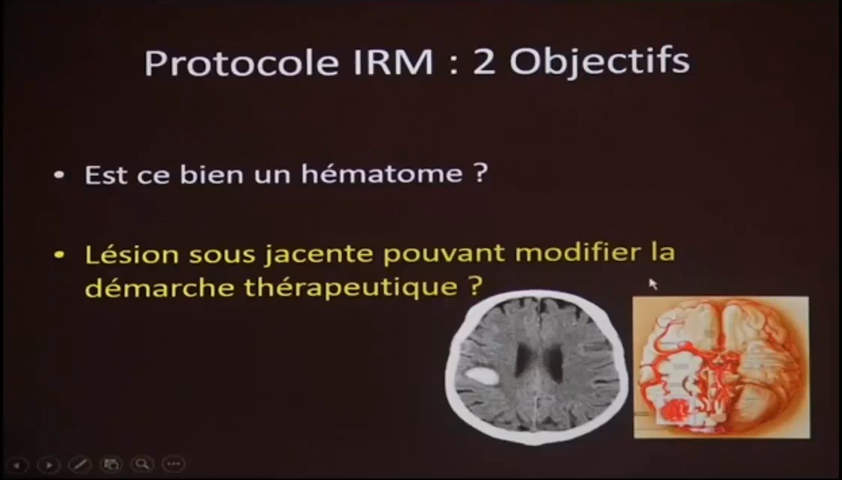 Protocole IRM : 2 Objectifs
• Est ce bien un hématome ?
• Lésion sous jacente pouvant modifier la
démarche thérapeutique ?